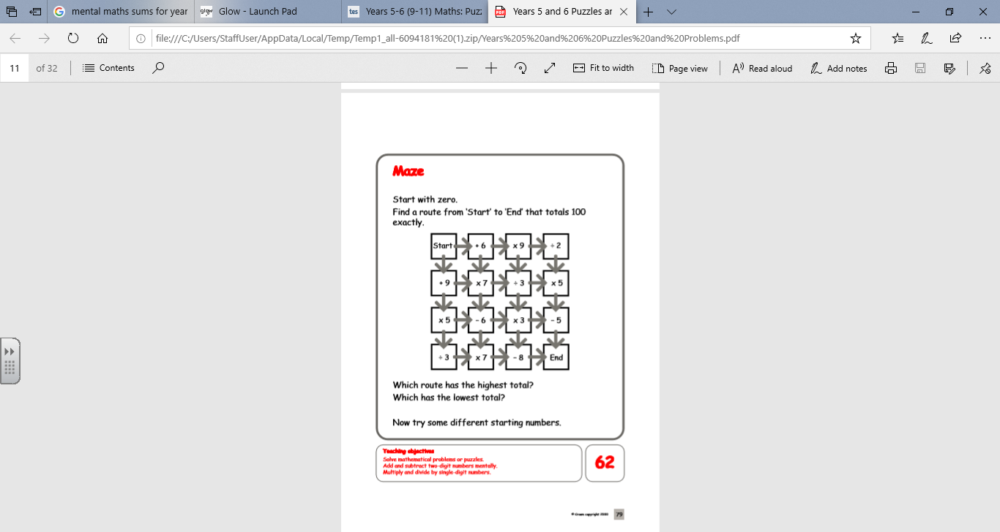 mental maths sums for year
Glow - Launch Pad
tes Years 5-6 (9-11) Maths: Puz
PDF Years 5 and 6 Puzzles ar
file:///C:/Users/StaffUser/AppData/Local/Temp/Temp1_all-6094181%20(1).zip/Years%205%20and%206%20Puzzles%20and%20Problems.pdf
11 of 32 Contents Fit to width Page view Read aloud Add notes
Maze
Start with zero.
Find a route from 'Start' to 'End' that totals 100
exactly.
Start + 6 x 9 ÷ 2
+ 9 x 7 ÷ 3 x 5
x 5 - 6 x 3 - 5
÷ 3 x 7 - 8 End
Which route has the highest total?
Which has the lowest total?
Now try some different starting numbers.
Teaching objectives
Solve mathematical problems or puzzles.
Add and subtract two-digit numbers mentally.
Multiply and divide by single-digit numbers.
62
© Crown copyright 2000 79